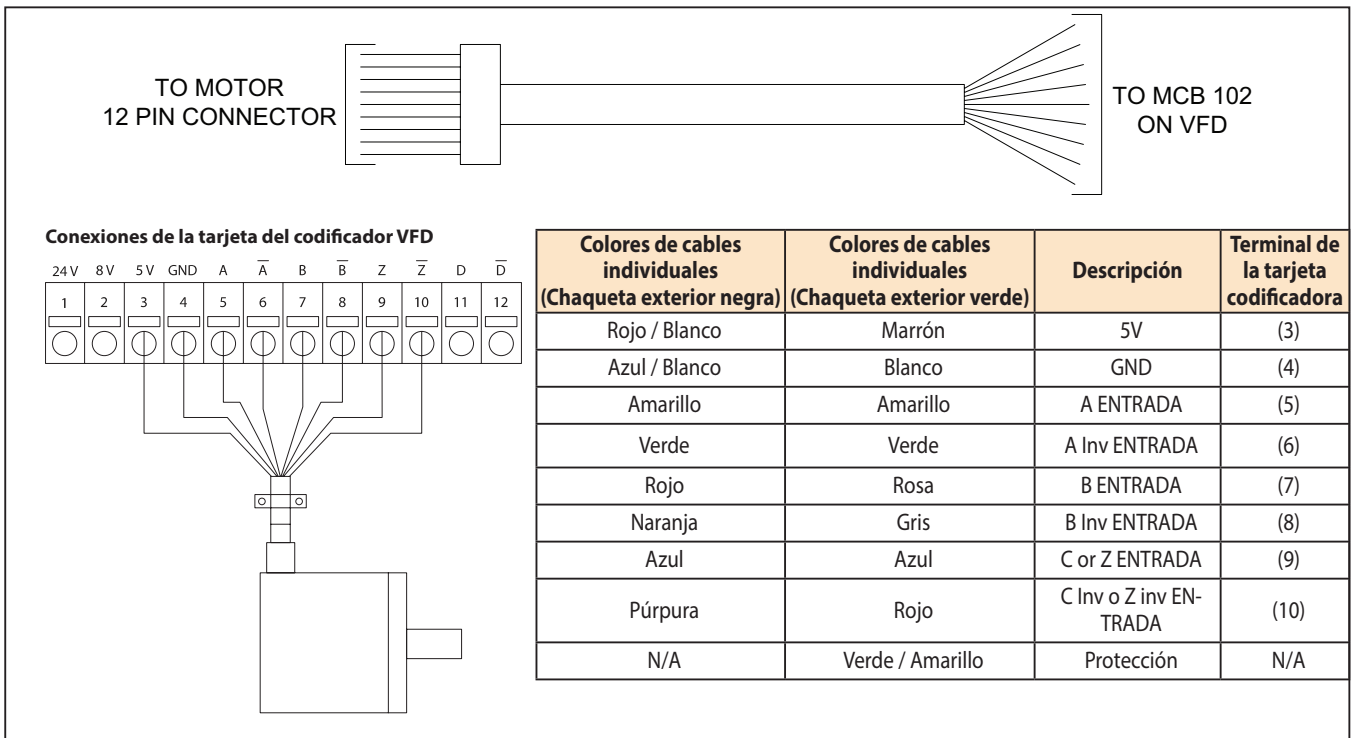 TO MOTOR
12 PIN CONNECTOR
TO MCB 102
ON VFD
Conexiones de la tarjeta del codificador VFD
24 V 8 V 5 V GND A A̅ B B̅ Z Z̅ D D̅
1 2 3 4 5 6 7 8 9 10 11 12
Colores de cables
individuales
(Chaqueta exterior negra)
Colores de cables
individuales
(Chaqueta exterior verde)
Descripción
Terminal de
la tarjeta
codificadora
Rojo / Blanco Marrón 5V (3)
Azul / Blanco Blanco GND (4)
Amarillo Amarillo A ENTRADA (5)
Verde Verde A Inv ENTRADA (6)
Rojo Rosa B ENTRADA (7)
Naranja Gris B Inv ENTRADA (8)
Azul Azul C or Z ENTRADA (9)
Púrpura Rojo C Inv o Z inv EN-
TRADA (10)
N/A Verde / Amarillo Protección N/A